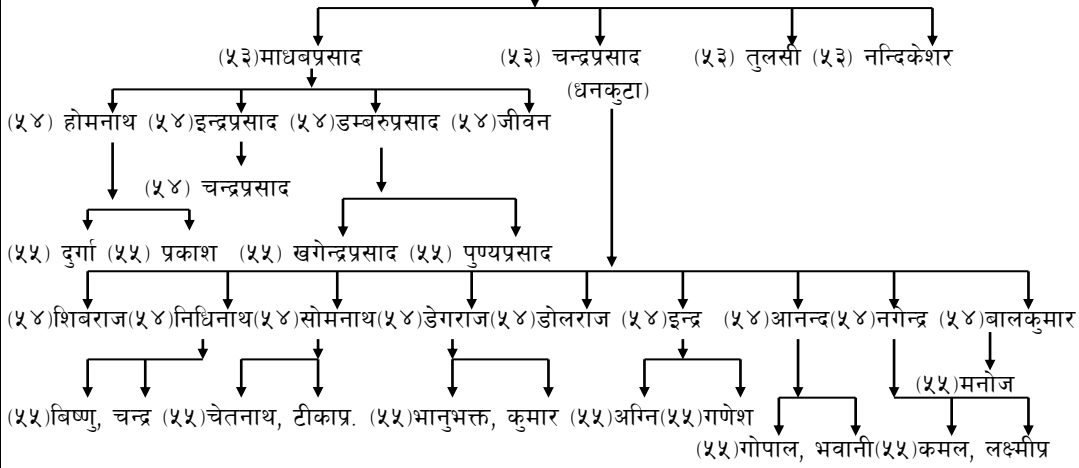 (५३)माधबप्रसाद (५३) चन्द्रप्रसाद (५३) तुलसी (५३) नन्दिकेशर
(धनकुटा)
(५४) होमनाथ (५४)इन्द्रप्रसाद (५४)डम्बरुप्रसाद (५४)जीवन
(५४) चन्द्रप्रसाद
(५५) दुर्गा (५५) प्रकाश (५५) खगेन्द्रप्रसाद (५५) पुण्यप्रसाद
(५४)शिबराज(५४)निधिनाथ(५४)सोमनाथ(५४)डेगराज(५४)डोलराज (५४)इन्द्र (५४)आनन्द(५४)नगेन्द्र (५४)बालकुमार
(५५)मनोज
(५५)बिष्णु, चन्द्र (५५)चेतनाथ, टीकाप्र. (५५)भानुभक्त, कुमार (५५)अग्नि(५५)गणेश
(५५)गोपाल, भवानी(५५)कमल, लक्ष्मीप्र